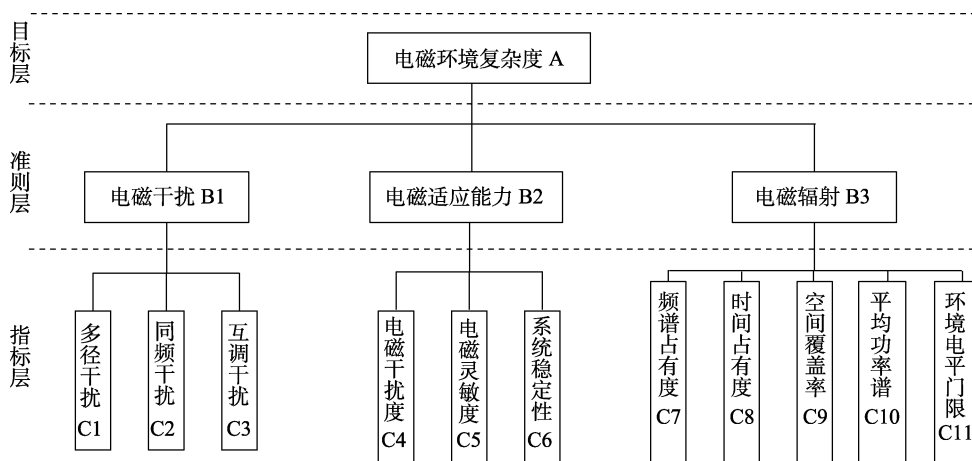 目标层
电磁环境复杂度 A
准则层
电磁干扰 B1
电磁适应能力 B2
电磁辐射 B3
指标层
多径干扰 C1
同频干扰 C2
互调干扰 C3
电磁干扰度 C4
电磁灵敏度 C5
系统稳定性 C6
频谱占有度 C7
时间占有度 C8
空间覆盖率 C9
平均功率谱 C10
环境电平门限 C11